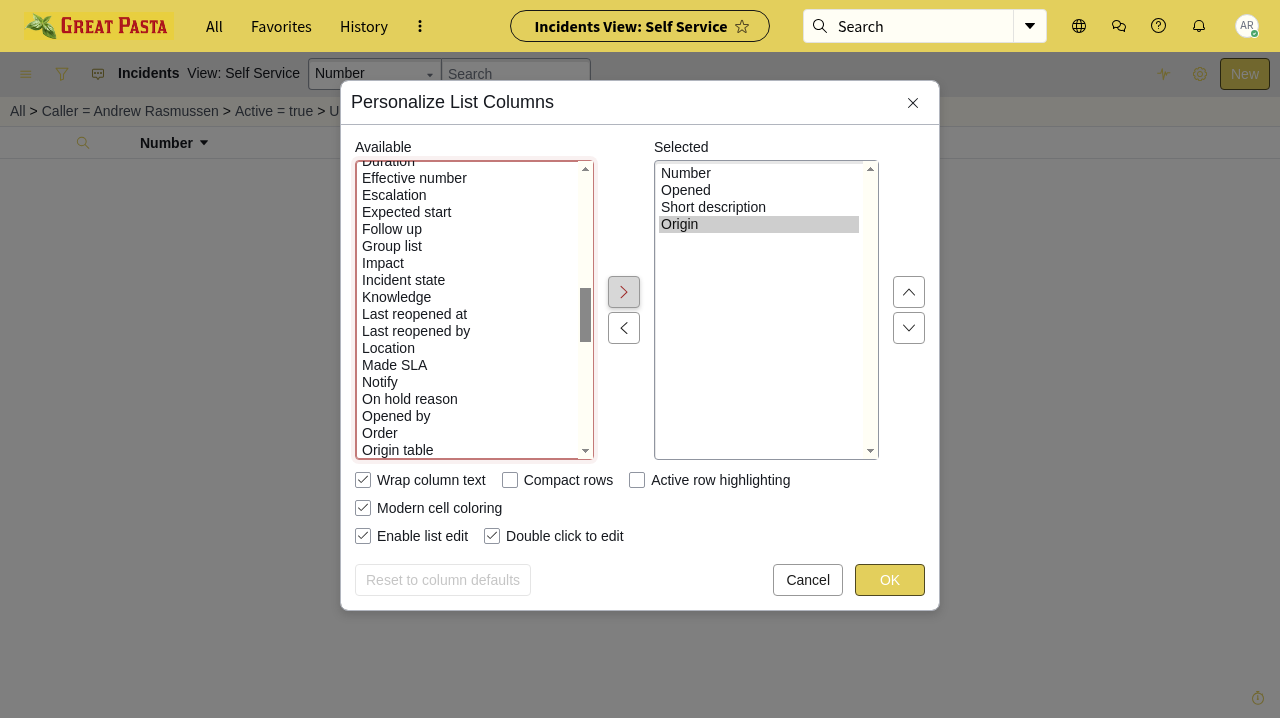 GREAT PASTA All Favorites History Incidents View: Self Service Search AR
Incidents View: Self Service Number Search New
All > Caller = Andrew Rasmussen > Active = true > U
Number
Personalize List Columns
Available
Duration
Effective number
Escalation
Expected start
Follow up
Group list
Impact
Incident state
Knowledge
Last reopened at
Last reopened by
Location
Made SLA
Notify
On hold reason
Opened by
Order
Origin table
Selected
Number
Opened
Short description
Origin
Wrap column text Compact rows Active row highlighting
Modern cell coloring
Enable list edit Double click to edit
Reset to column defaults Cancel OK